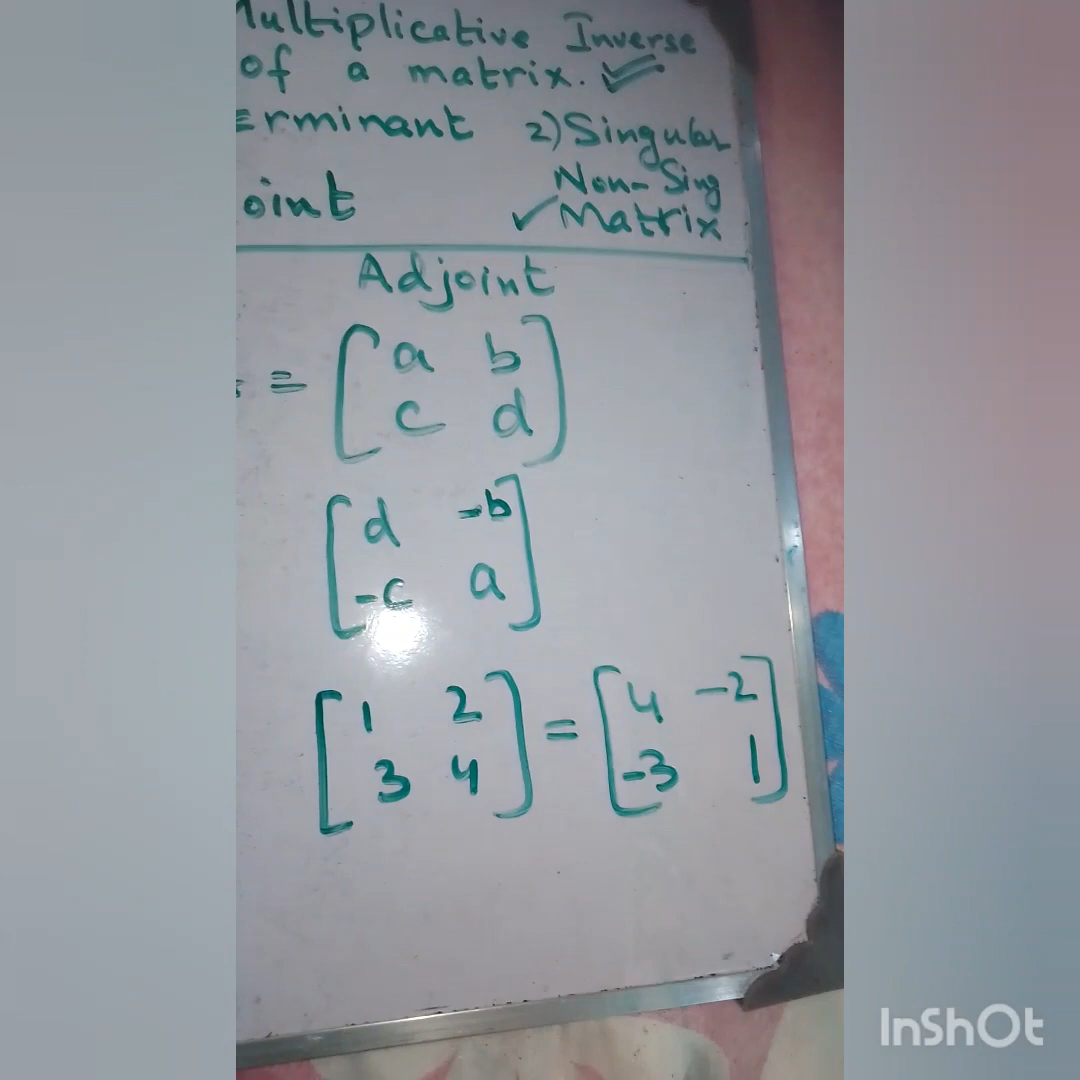 Multiplicative Inverse
of a matrix. ✓
erminant 2) Singular
Non-Sing
oint ✓ Matrix
Adjoint
= [a b
c d]
[d -b
-c a]
[1 2
3 4] = [4 -2
-3 1]
InShOt